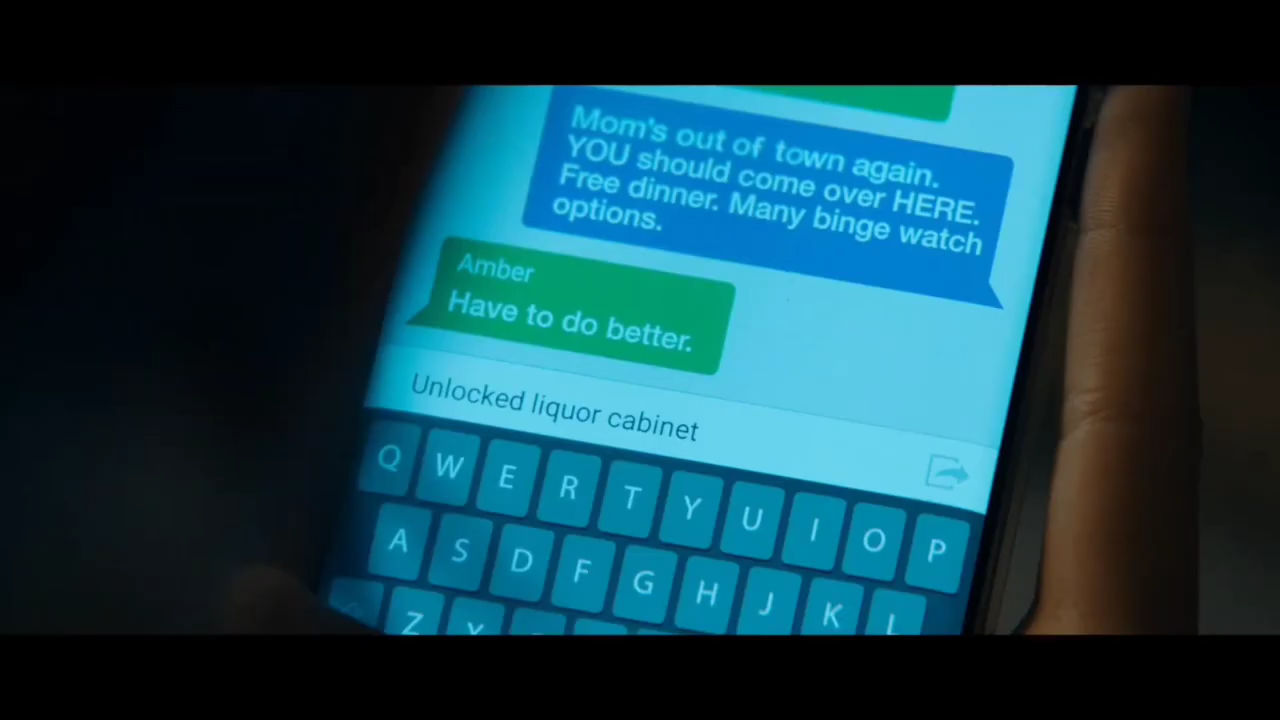 Mom's out of town again.
YOU should come over HERE.
Free dinner. Many binge watch
options.
Amber
Have to do better.
Unlocked liquor cabinet
Q W E R T Y U I O P
A S D F G H J K L
Z X